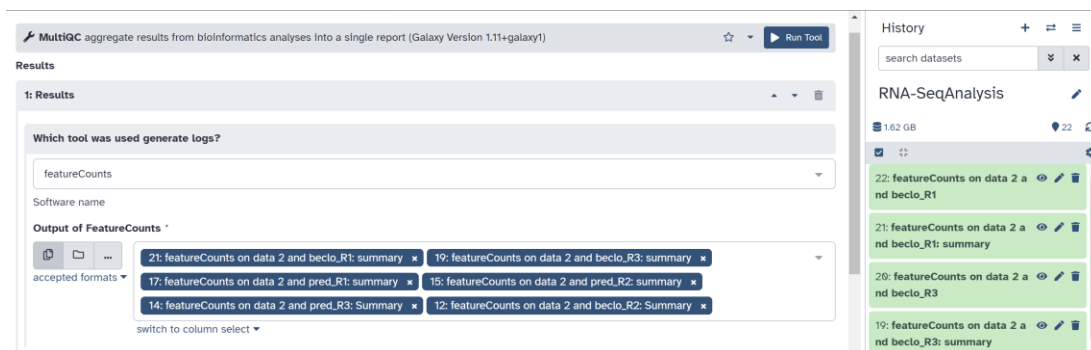 MultiQC aggregate results from bioinformatics analyses into a single report (Galaxy Version 1.11+galaxy1)
Run Tool
Results
1: Results
Which tool was used generate logs?
featureCounts
Software name
Output of FeatureCounts *
...
accepted formats
21: featureCounts on data 2 and beclo_R1: summary ×
19: featureCounts on data 2 and beclo_R3: summary ×
17: featureCounts on data 2 and pred_R1: summary ×
15: featureCounts on data 2 and pred_R2: summary ×
14: featureCounts on data 2 and pred_R3: Summary ×
12: featureCounts on data 2 and beclo_R2: Summary ×
switch to column select
History
search datasets
RNA-SeqAnalysis
1.62 GB
22
22: featureCounts on data 2 a
nd beclo_R1
21: featureCounts on data 2 a
nd beclo_R1: summary
20: featureCounts on data 2 a
nd beclo_R3
19: featureCounts on data 2 a
nd beclo_R3: summary